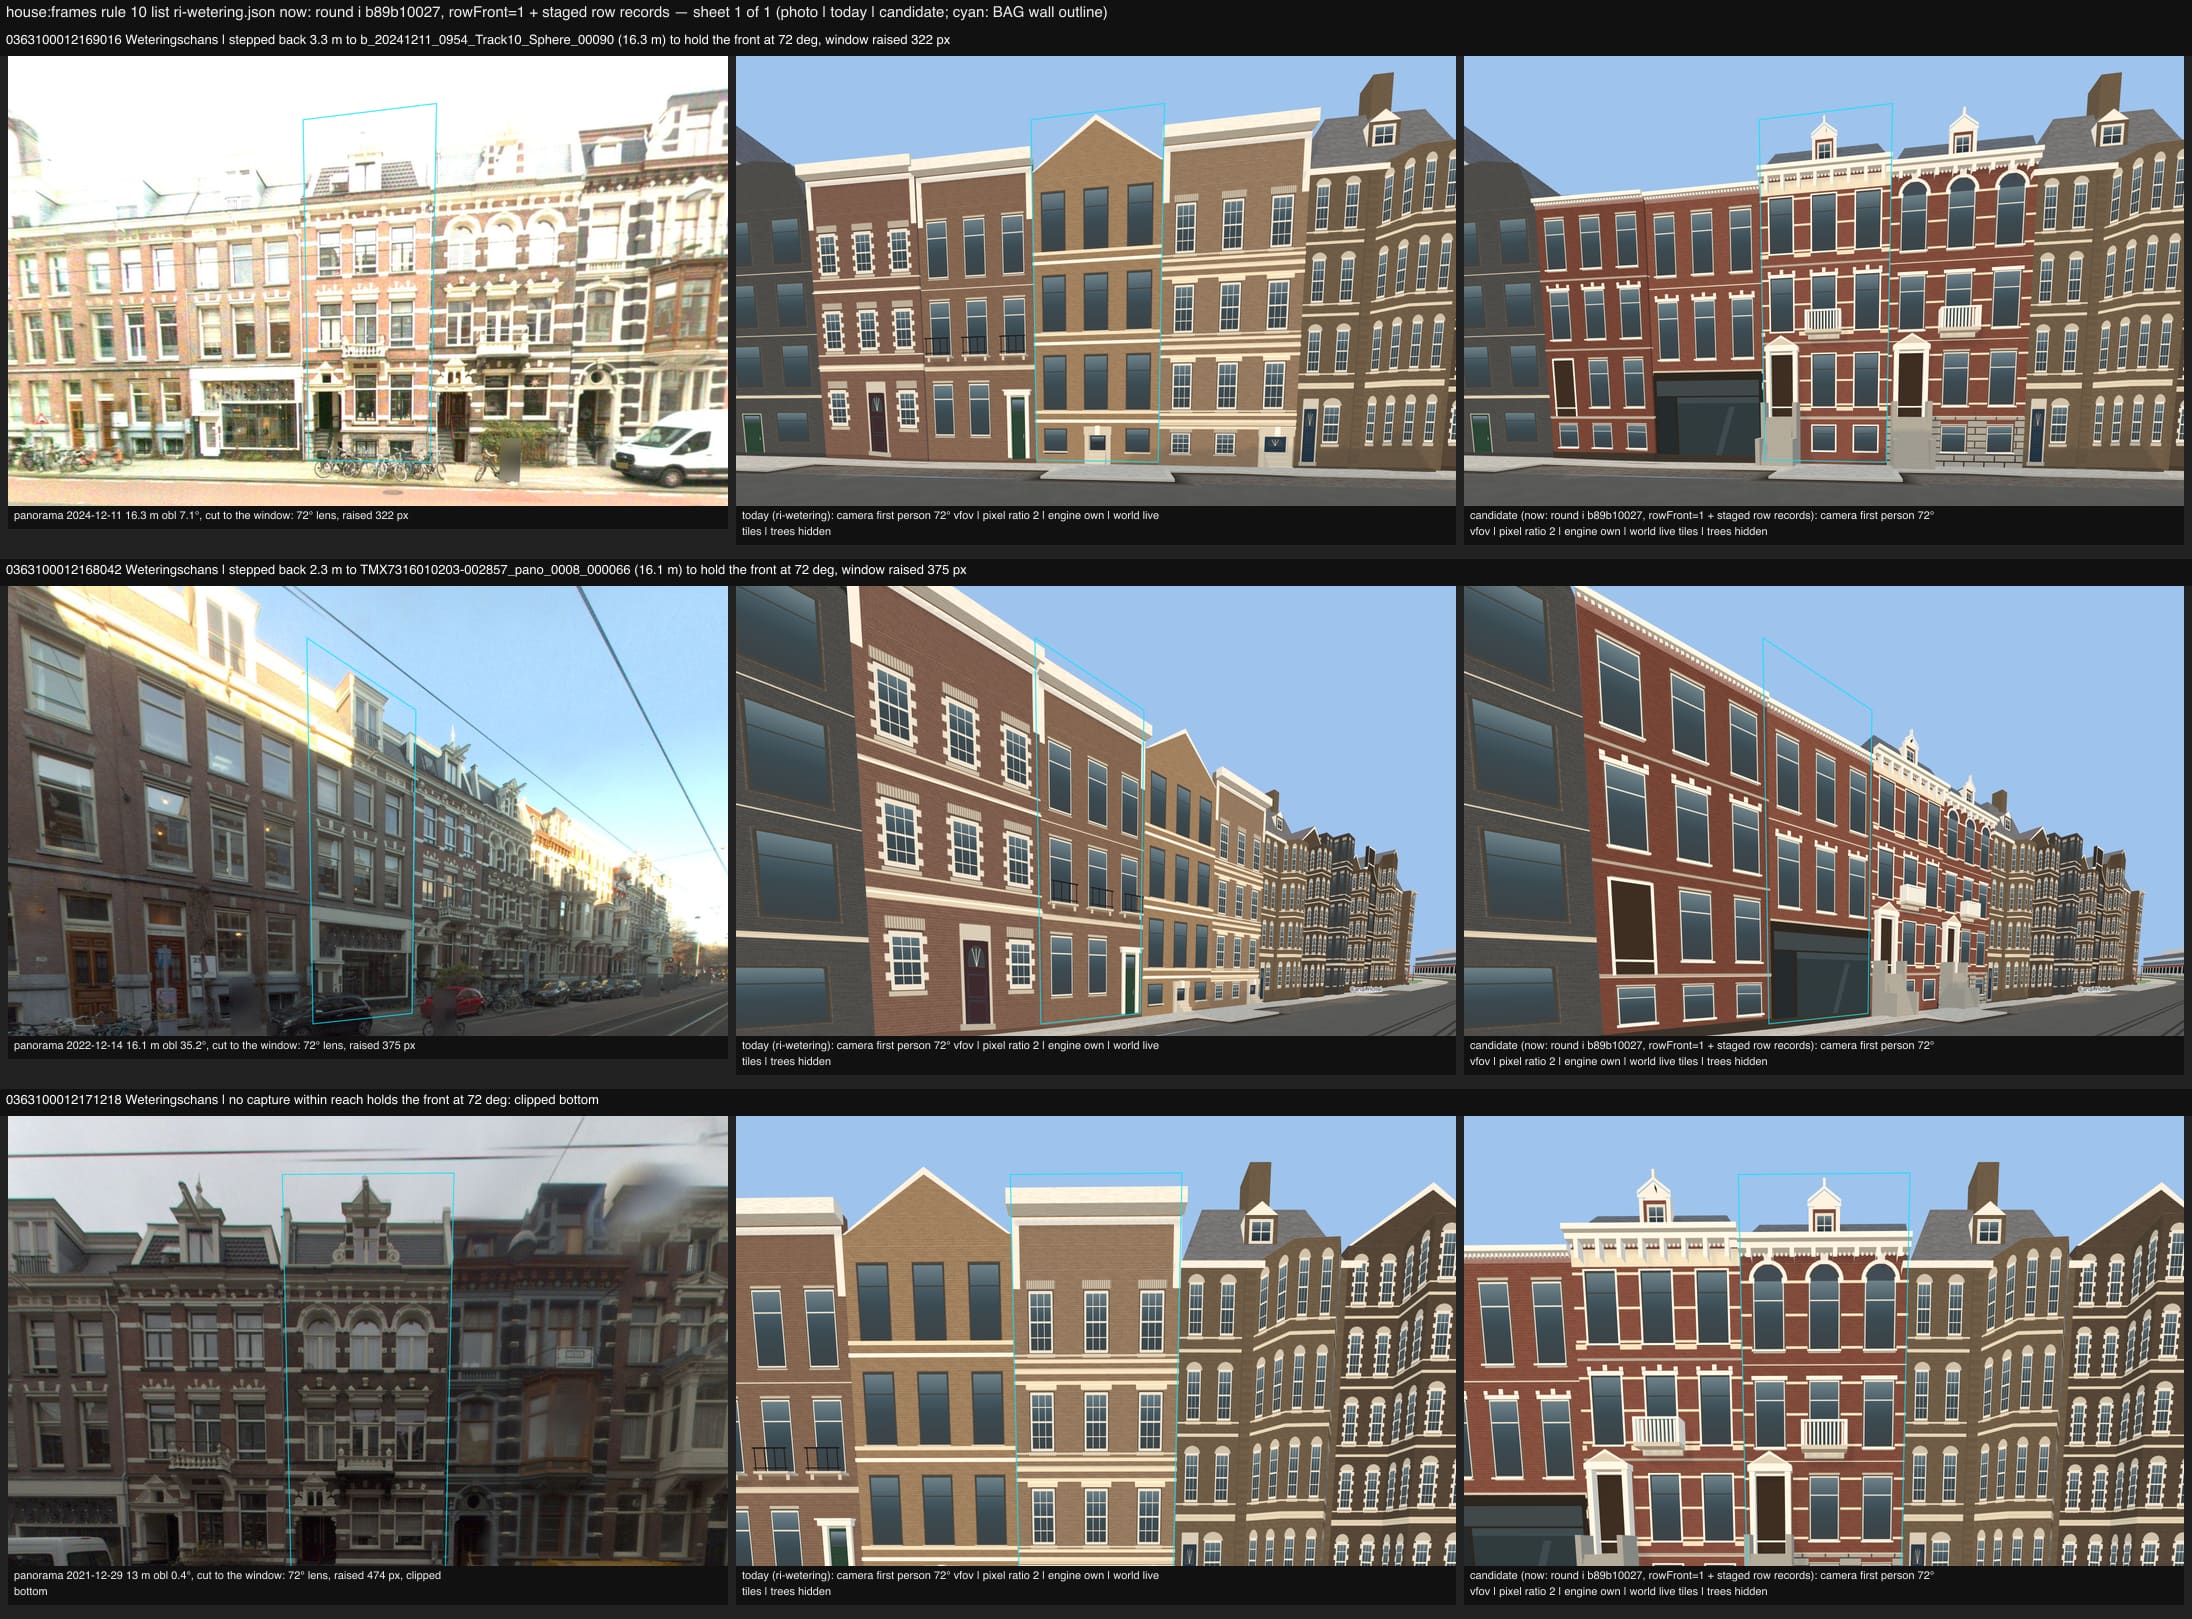 house:frames rule 10 list ri-wetering.json now: round i b89b10027, rowFront=1 + staged row records — sheet 1 of 1 (photo | today | candidate; cyan: BAG wall outline)
0363100012169016 Weteringschans | stepped back 3.3 m to b_20241211_0954_Track10_Sphere_00090 (16.3 m) to hold the front at 72 deg, window raised 322 px
panorama 2024-12-11 16.3 m obl 7.1°, cut to the window: 72° lens, raised 322 px
today (ri-wetering): camera first person 72° vfov | pixel ratio 2 | engine own | world live
tiles | trees hidden
candidate (now: round i b89b10027, rowFront=1 + staged row records): camera first person 72°
vfov | pixel ratio 2 | engine own | world live tiles | trees hidden
0363100012168042 Weteringschans | stepped back 2.3 m to TMX7316010203-002857_pano_0008_000066 (16.1 m) to hold the front at 72 deg, window raised 375 px
panorama 2022-12-14 16.1 m obl 35.2°, cut to the window: 72° lens, raised 375 px
today (ri-wetering): camera first person 72° vfov | pixel ratio 2 | engine own | world live
tiles | trees hidden
candidate (now: round i b89b10027, rowFront=1 + staged row records): camera first person 72°
vfov | pixel ratio 2 | engine own | world live tiles | trees hidden
0363100012171218 Weteringschans | no capture within reach holds the front at 72 deg: clipped bottom
panorama 2021-12-29 13 m obl 0.4°, cut to the window: 72° lens, raised 474 px, clipped
bottom
today (ri-wetering): camera first person 72° vfov | pixel ratio 2 | engine own | world live
tiles | trees hidden
candidate (now: round i b89b10027, rowFront=1 + staged row records): camera first person 72°
vfov | pixel ratio 2 | engine own | world live tiles | trees hidden